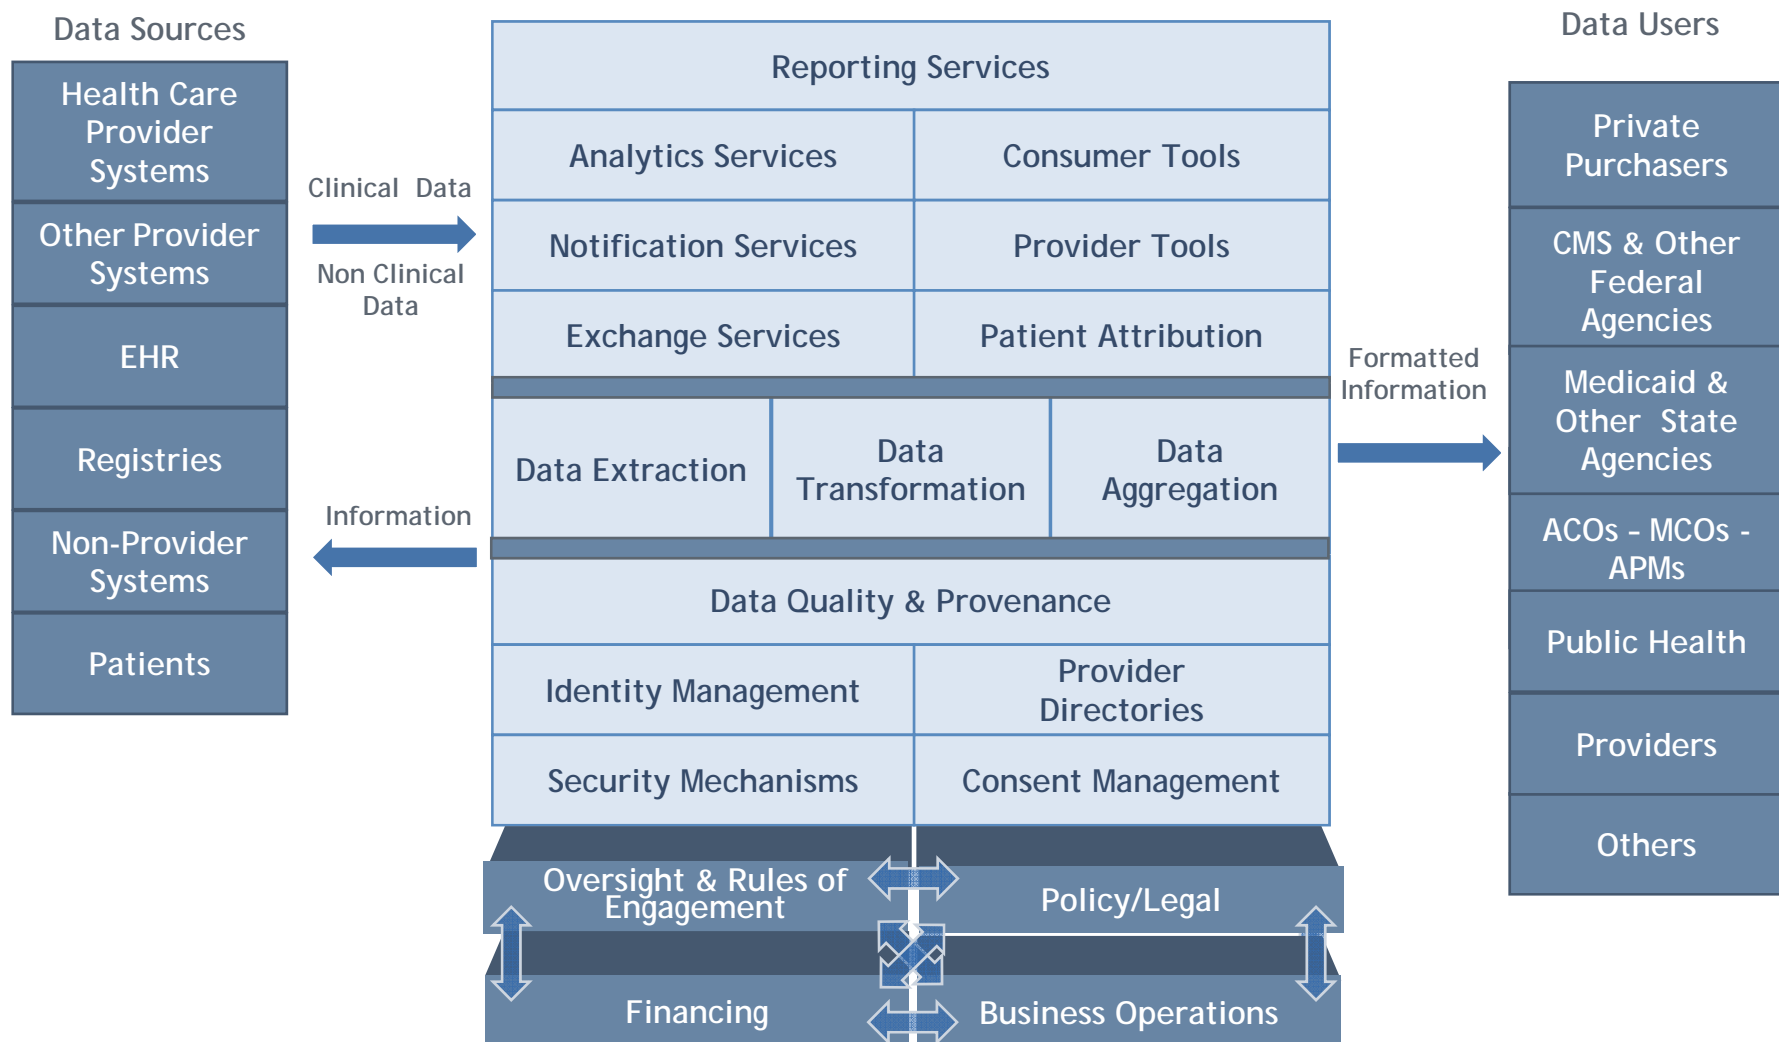 Data Sources
Health Care
Provider
Systems
Other Provider
Systems
EHR
Registries
Non-Provider
Systems
Patients
Clinical Data
Non Clinical
Data
Information
Reporting Services
Analytics Services
Consumer Tools
Notification Services
Provider Tools
Exchange Services
Patient Attribution
Data Extraction
Data
Transformation
Data
Aggregation
Data Quality & Provenance
Identity Management
Provider
Directories
Security Mechanisms
Consent Management
Oversight & Rules of
Engagement
Policy/Legal
Financing
Business Operations
Formatted
Information
Data Users
Private
Purchasers
CMS & Other
Federal
Agencies
Medicaid &
Other State
Agencies
ACOs - MCOs -
APMs
Public Health
Providers
Others